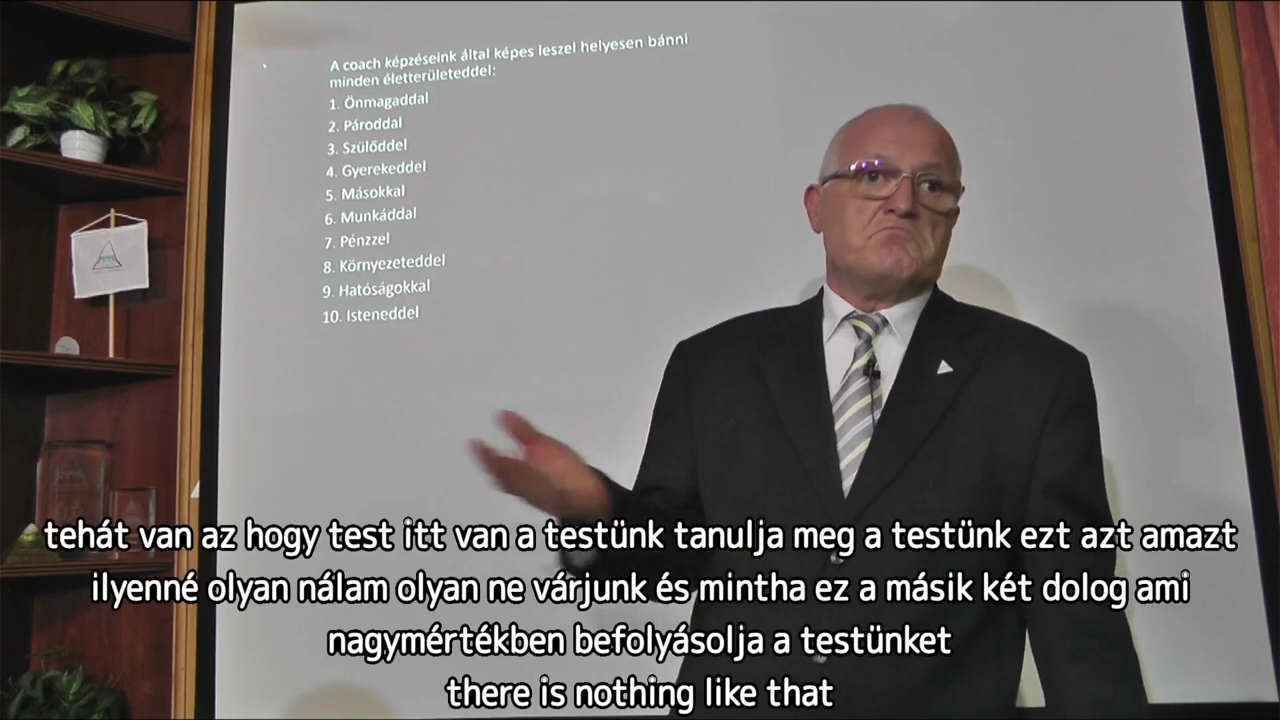 A coach képzéseink által képes leszel helyesen bánni
minden életterületeddel:
1. Önmagaddal
2. Pároddal
3. Szülőddel
4. Gyerekeddel
5. Másokkal
6. Munkáddal
7. Pénzzel
8. Környezeteddel
9. Hatóságokkal
10. Isteneddel
tehát van az hogy test itt van a testünk tanulja meg a testünk ezt azt amazt
ilyenné olyan nálam olyan ne várjunk és mintha ez a másik két dolog ami
nagymértékben befolyásolja a testünket
there is nothing like that